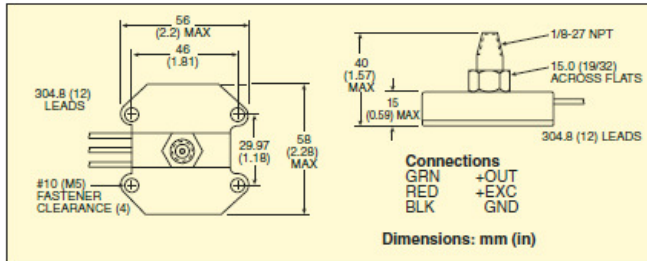 56
(2.2) MAX
46
(1.81)
304.8 (12)
LEADS
29.97
(1.18)
58
(2.28)
MAX
#10 (M5)
FASTENER
CLEARANCE (4)
40
(1.57)
MAX
15
(0.59) MAX
1/8-27 NPT
15.0 (19/32)
ACROSS FLATS
304.8 (12) LEADS
Connections
GRN +OUT
RED +EXC
BLK GND
Dimensions: mm (in)